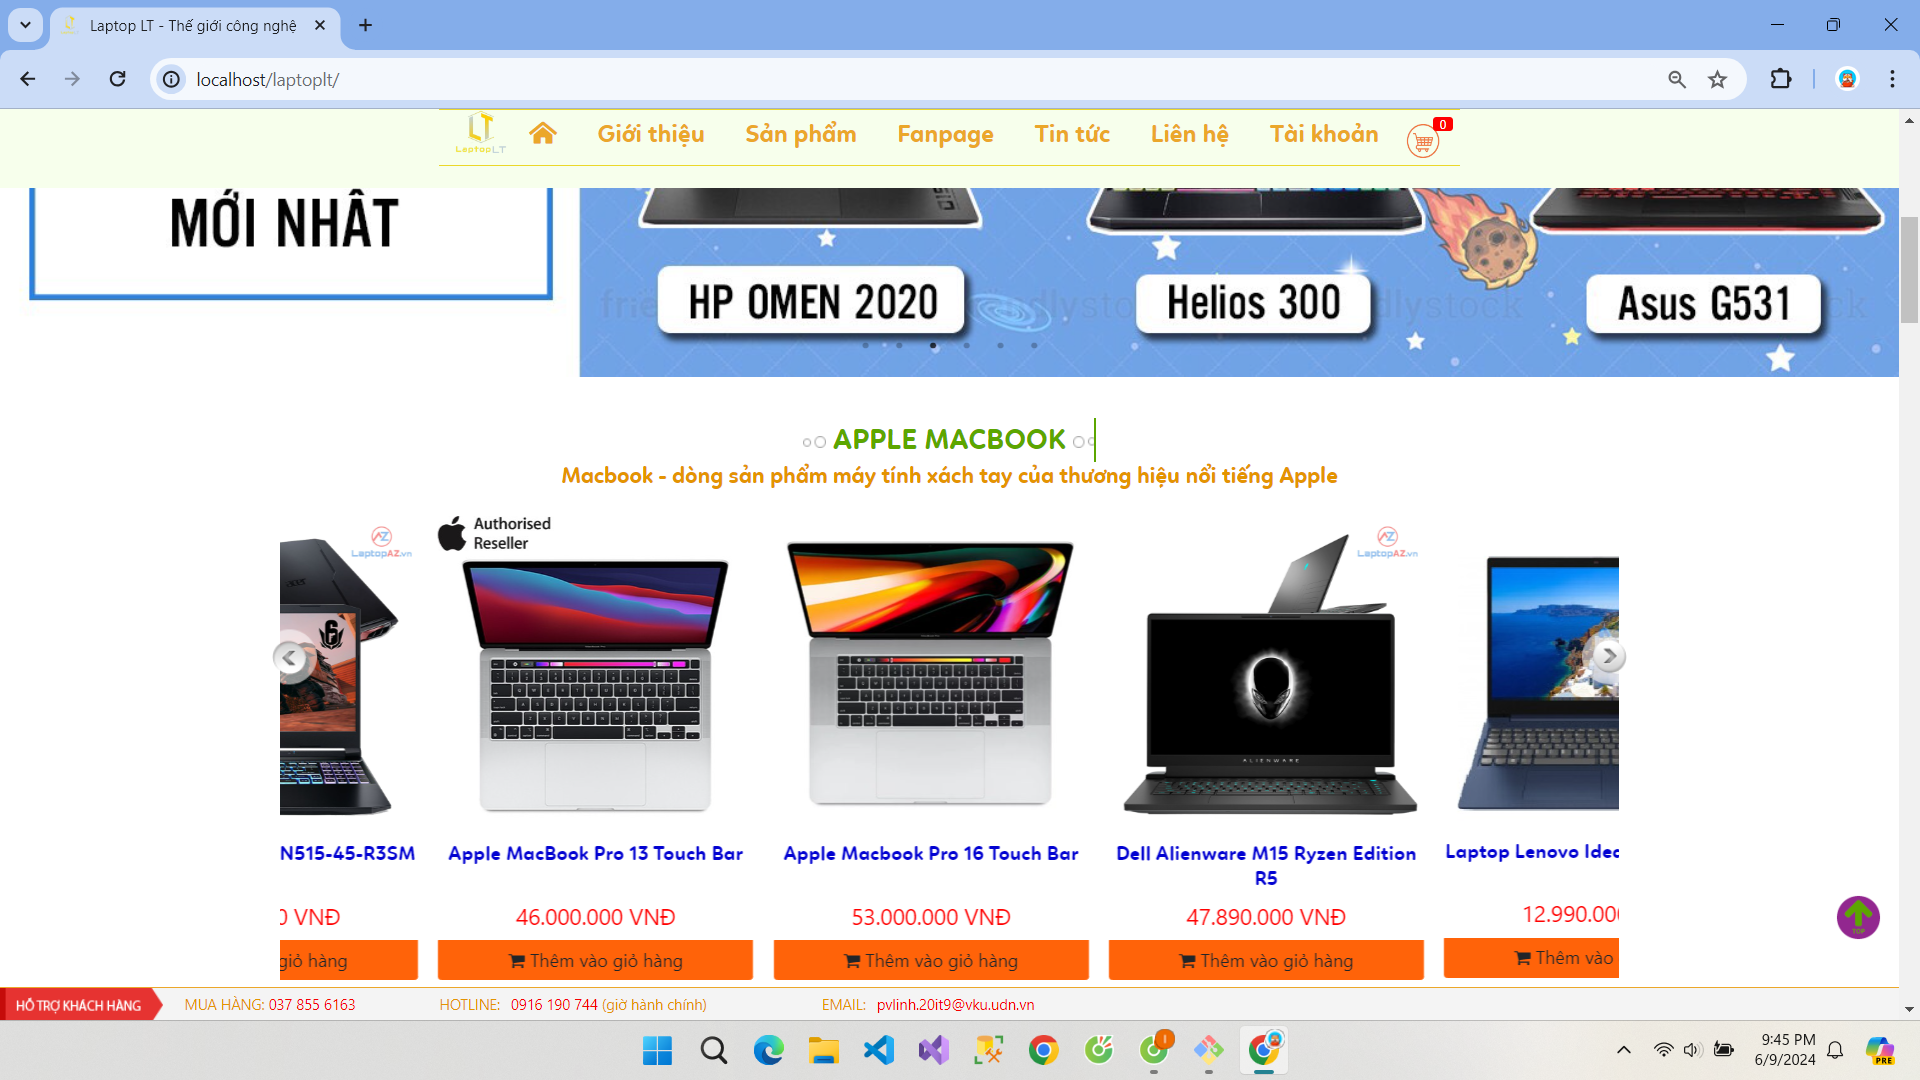 Laptop LT - Thế giới công nghệ
localhost/laptoplt/
LaptopLT
Giới thiệu
Sản phẩm
Fanpage
Tin tức
Liên hệ
Tài khoản
0
MỚI NHẤT
HP OMEN 2020
Helios 300
Asus G531
APPLE MACBOOK
Macbook - dòng sản phẩm máy tính xách tay của thương hiệu nổi tiếng Apple
LaptopAZ.vn
Authorised
Reseller
LaptopAZ.vn
ALIENWARE
N515-45-R3SM
Apple MacBook Pro 13 Touch Bar
Apple Macbook Pro 16 Touch Bar
Dell Alienware M15 Ryzen Edition
R5
Laptop Lenovo Idea
0 VNĐ
46.000.000 VNĐ
53.000.000 VNĐ
47.890.000 VNĐ
12.990.00
giỏ hàng
Thêm vào giỏ hàng
Thêm vào giỏ hàng
Thêm vào giỏ hàng
Thêm vào
TOP
HỖ TRỢ KHÁCH HÀNG
MUA HÀNG: 037 855 6163
HOTLINE: 0916 190 744 (giờ hành chính)
EMAIL: pvlinh.20it9@vku.udn.vn
9:45 PM
6/9/2024
PRE